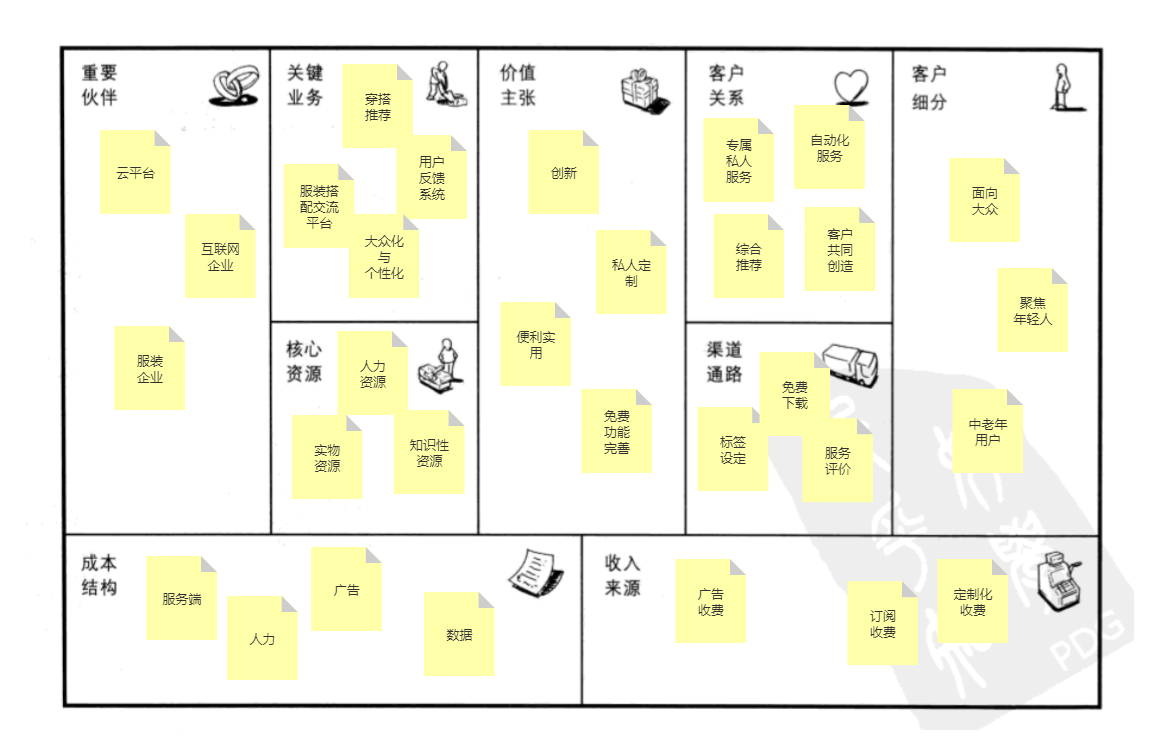 重要
伙伴
云平台
互联网
企业
服装
企业
关键
业务
穿搭
推荐
用户
反馈
系统
服装搭
配交流
平台
大众化
与
个性化
核心
资源
人力
资源
实物
资源
知识性
资源
价值
主张
创新
私人定
制
便利实
用
免费
功能
完善
客户
关系
专属
私人
服务
自动化
服务
综合
推荐
客户
共同
创造
渠道
通路
免费
下载
标签
设定
服务
评价
客户
细分
面向
大众
聚焦
年轻人
中老年
用户
成本
结构
服务端
人力
广告
数据
收入
来源
广告
收费
订阅
收费
定制化
收费
PDG